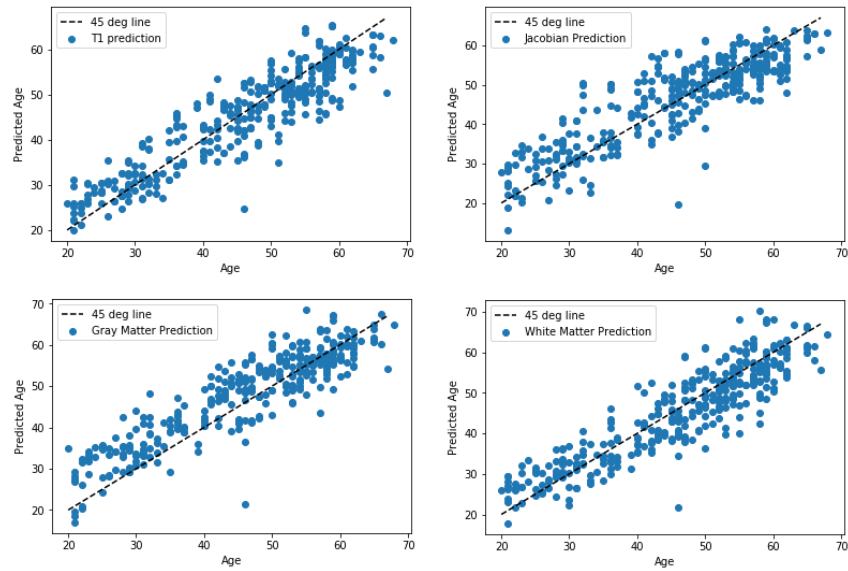 45 deg line
T1 prediction
Predicted Age
60
50
40
30
20
20 30 40 50 60 70
Age
45 deg line
Jacobian Prediction
Predicted Age
60
50
40
30
20
20 30 40 50 60 70
Age
45 deg line
Gray Matter Prediction
Predicted Age
70
60
50
40
30
20
20 30 40 50 60 70
Age
45 deg line
White Matter Prediction
Predicted Age
70
60
50
40
30
20
20 30 40 50 60 70
Age